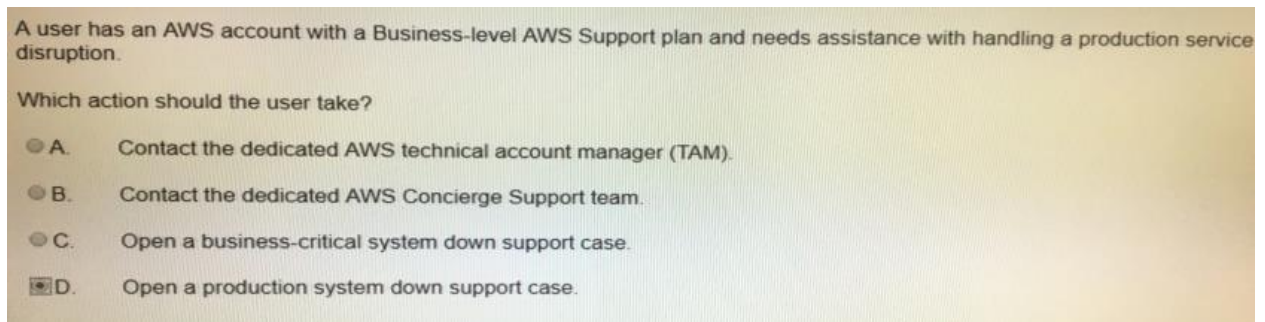 A user has an AWS account with a Business-level AWS Support plan and needs assistance with handling a production service
disruption.
Which action should the user take?
A. Contact the dedicated AWS technical account manager (TAM).
B. Contact the dedicated AWS Concierge Support team.
C. Open a business-critical system down support case.
D. Open a production system down support case.